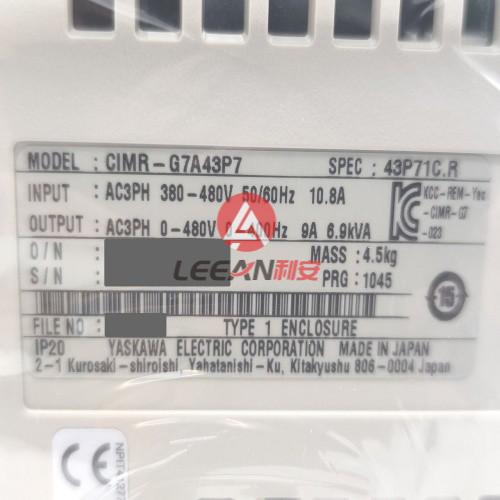 MODEL : CIMR-G7A43P7 SPEC : 43P71C.R
INPUT : AC3PH 380-480V 50/60Hz 10.8A
KCC-REM-Yec
-CIMR-G7
-023
OUTPUT : AC3PH 0-480V 0-400Hz 9A 6.9kVA
O/N MASS : 4.5kg
S/N PRG : 1045
LEEAN利安
15
FILE NO : TYPE 1 ENCLOSURE
IP20 YASKAWA ELECTRIC CORPORATION MADE IN JAPAN
2-1 Kurosaki-shiroishi, Yahatanishi-Ku, Kitakyushu 806-0004 Japan
CE